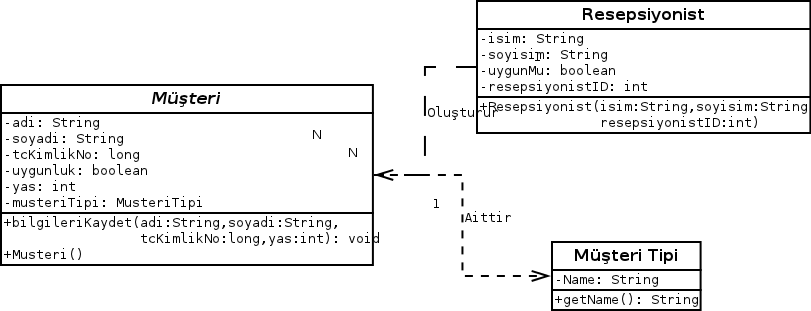 Resepsiyonist
-isim: String
-soyisim: String
-uygunMu: boolean
-resepsiyonistID: int
+Resepsiyonist(isim:String,soyisim:String
resepsiyonistID:int)
Müşteri
-adi: String
-soyadi: String
-tcKimlikNo: long
-uygunluk: boolean
-yas: int
-musteriTipi: MusteriTipi
+bilgileriKaydet(adi:String,soyadi:String,
tcKimlikNo:long,yas:int): void
+Musteri()
N
N
Oluşturur
1
Aittir
Müşteri Tipi
-Name: String
+getName(): String